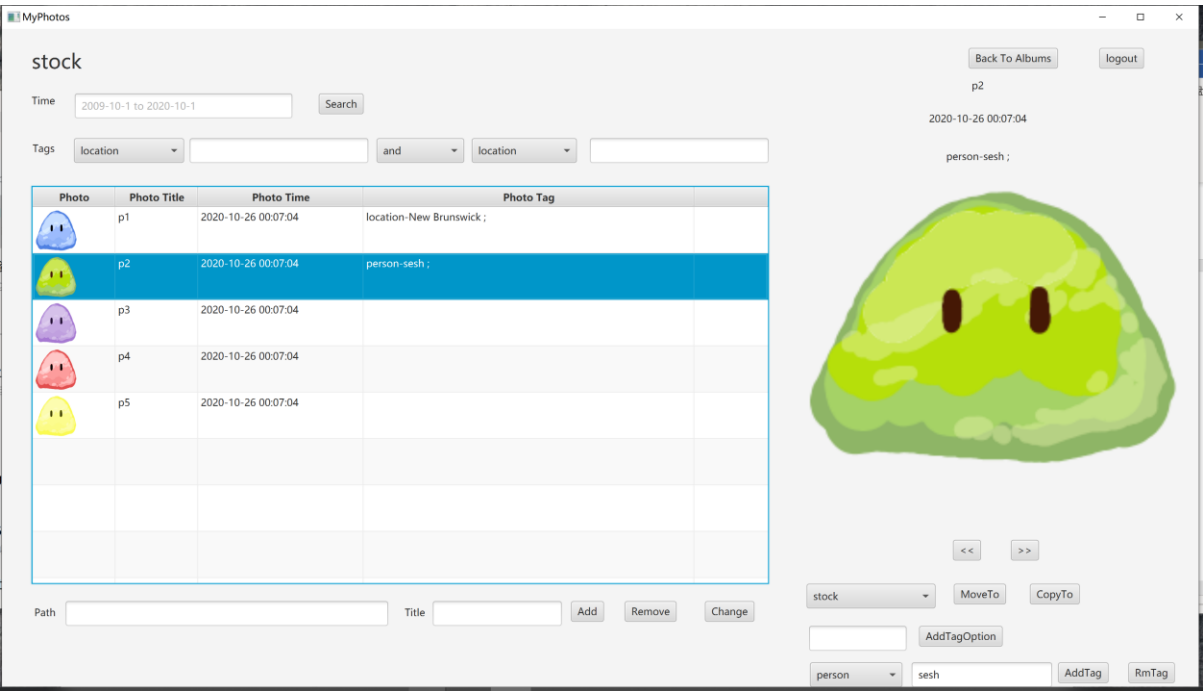 MyPhotos
stock
Back To Albums
logout
p2
2020-10-26 00:07:04
person-sesh ;
Time 2009-10-1 to 2020-10-1 Search
Tags location and location
Photo Photo Title Photo Time Photo Tag
p1 2020-10-26 00:07:04 location-New Brunswick ;
p2 2020-10-26 00:07:04 person-sesh ;
p3 2020-10-26 00:07:04
p4 2020-10-26 00:07:04
p5 2020-10-26 00:07:04
<< >>
stock MoveTo CopyTo
Path Title Add Remove Change
AddTagOption
person sesh AddTag RmTag